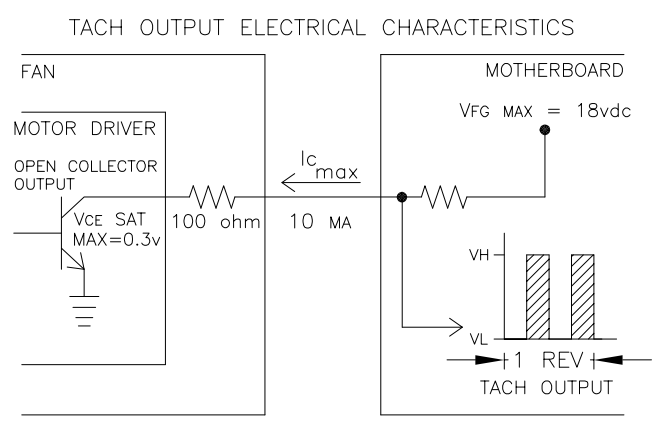 TACH OUTPUT ELECTRICAL CHARACTERISTICS
FAN
MOTHERBOARD
VFG MAX = 18vdc
MOTOR DRIVER
OPEN COLLECTOR
OUTPUT
Ic max
VCE SAT
MAX=0.3v
100 ohm
10 MA
VH
VL
1 REV
TACH OUTPUT